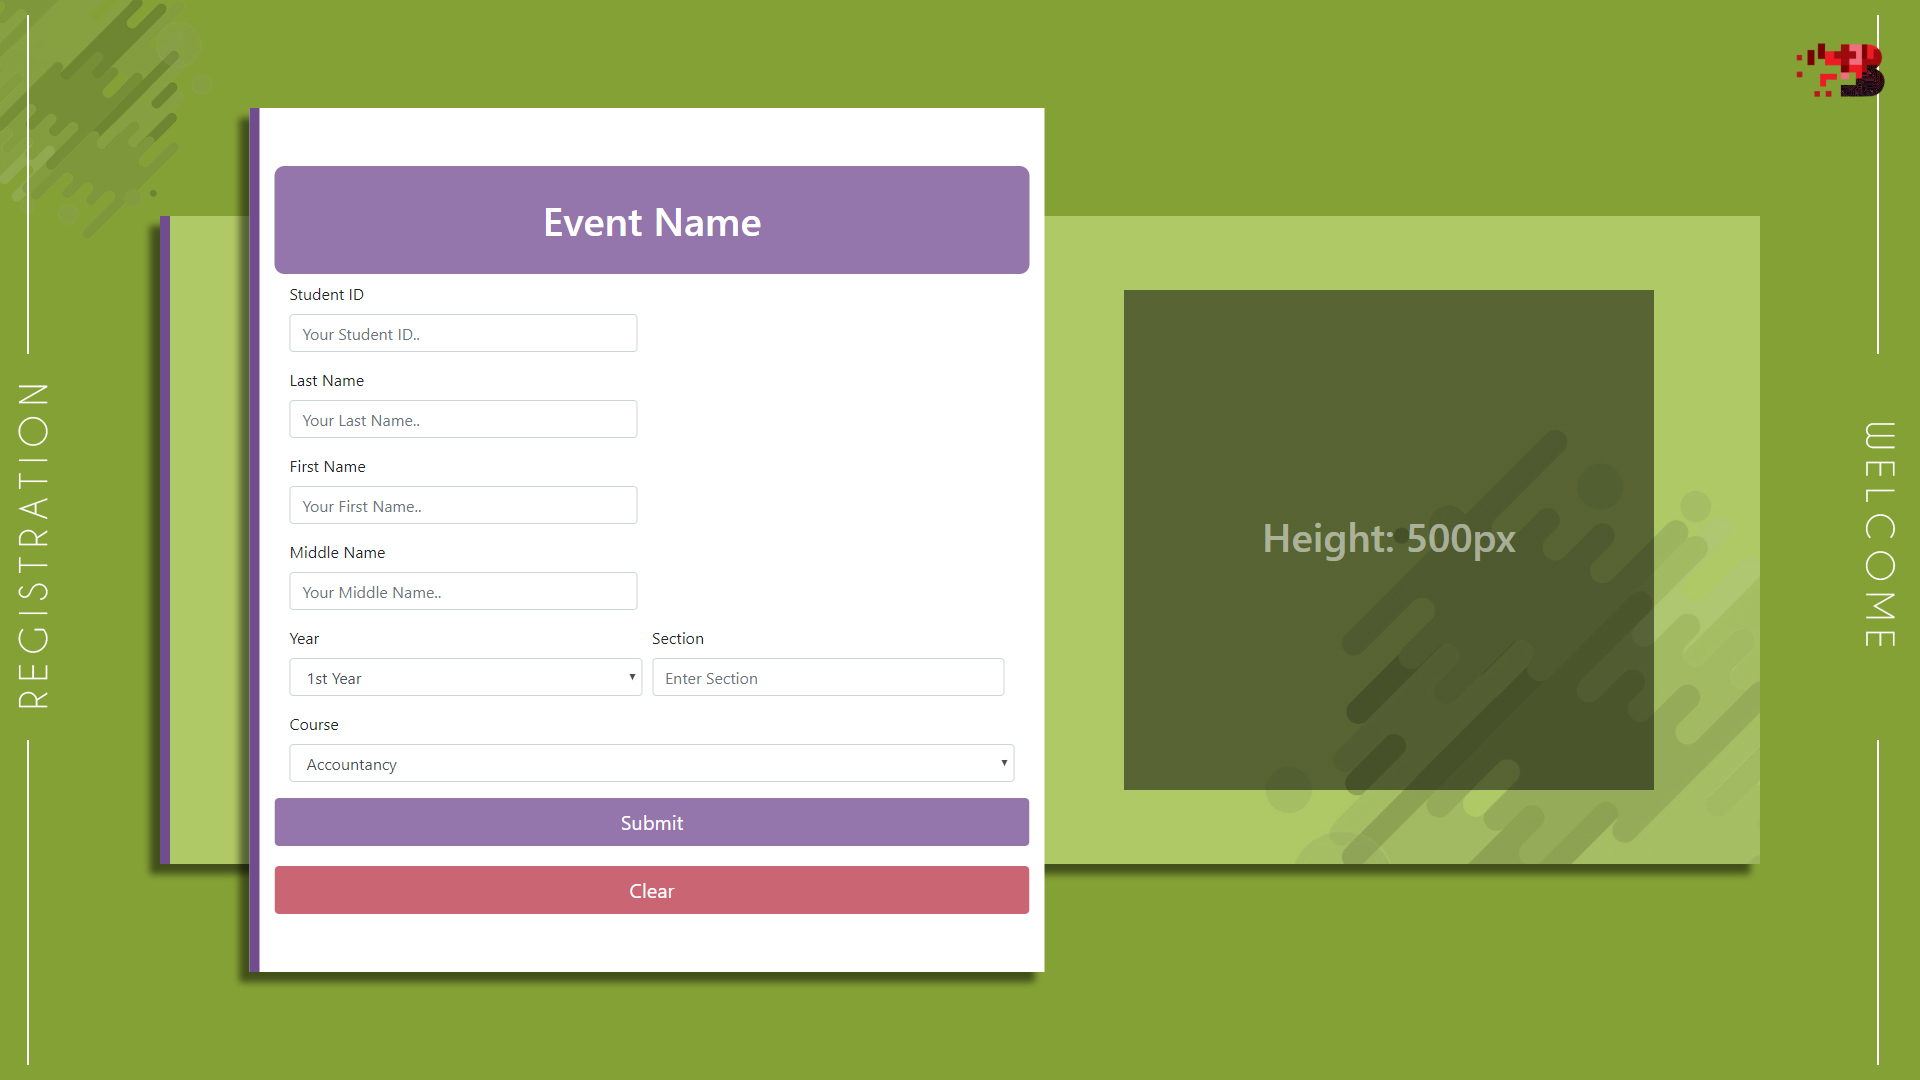 REGISTRATION
Event Name
Student ID
Your Student ID..
Last Name
Your Last Name..
First Name
Your First Name..
Middle Name
Your Middle Name..
Year Section
1st Year Enter Section
Course
Accountancy
Submit
Clear
Height: 500px
WELCOME
B